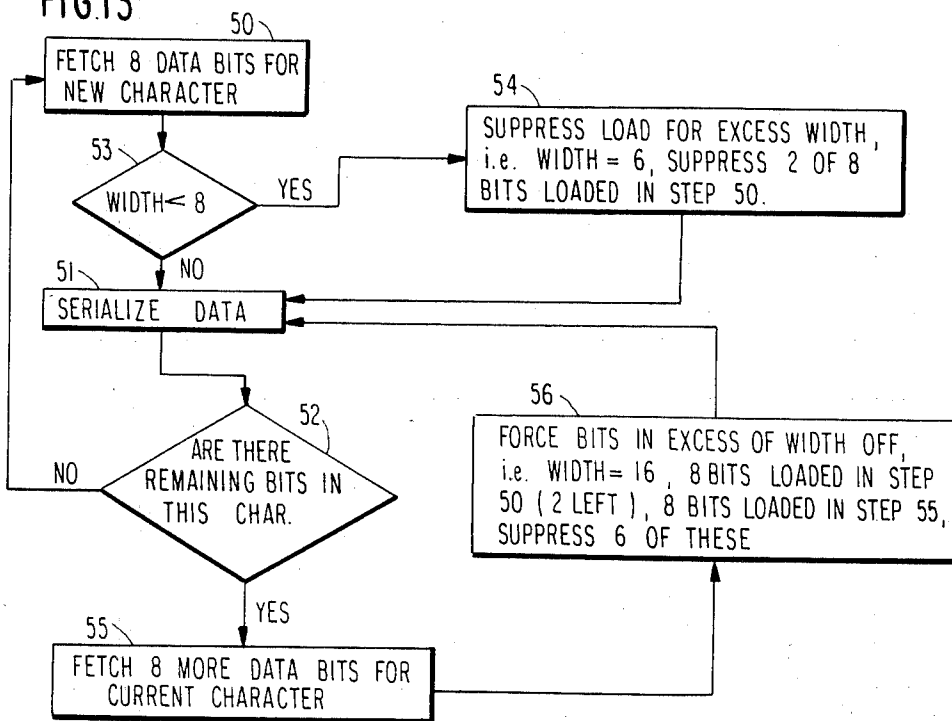 FIG.13
50
FETCH 8 DATA BITS FOR
NEW CHARACTER
53
WIDTH< 8
YES
NO
54
SUPPRESS LOAD FOR EXCESS WIDTH,
i.e. WIDTH = 6, SUPPRESS 2 OF 8
BITS LOADED IN STEP 50.
51
SERIALIZE DATA
52
ARE THERE
REMAINING BITS IN
THIS CHAR.
NO
YES
56
FORCE BITS IN EXCESS OF WIDTH OFF,
i.e. WIDTH = 16, 8 BITS LOADED IN STEP
50 (2 LEFT), 8 BITS LOADED IN STEP 55,
SUPPRESS 6 OF THESE
55
FETCH 8 MORE DATA BITS FOR
CURRENT CHARACTER